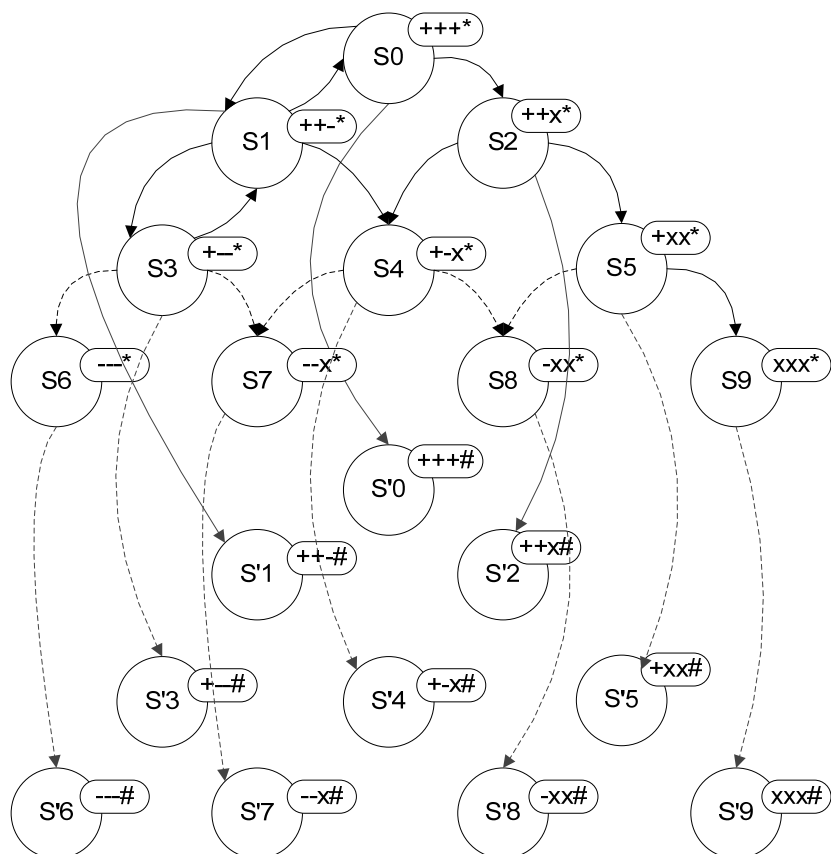 S0 +++*
S1 ++-*
S2 ++x*
S3 +--*
S4 +-x*
S5 +xx*
S6 ---*
S7 --x*
S8 -xx*
S9 xxx*
S'0 +++#
S'1 ++-#
S'2 ++x#
S'3 +--#
S'4 +-x#
S'5 +xx#
S'6 ---#
S'7 --x#
S'8 -xx#
S'9 xxx#